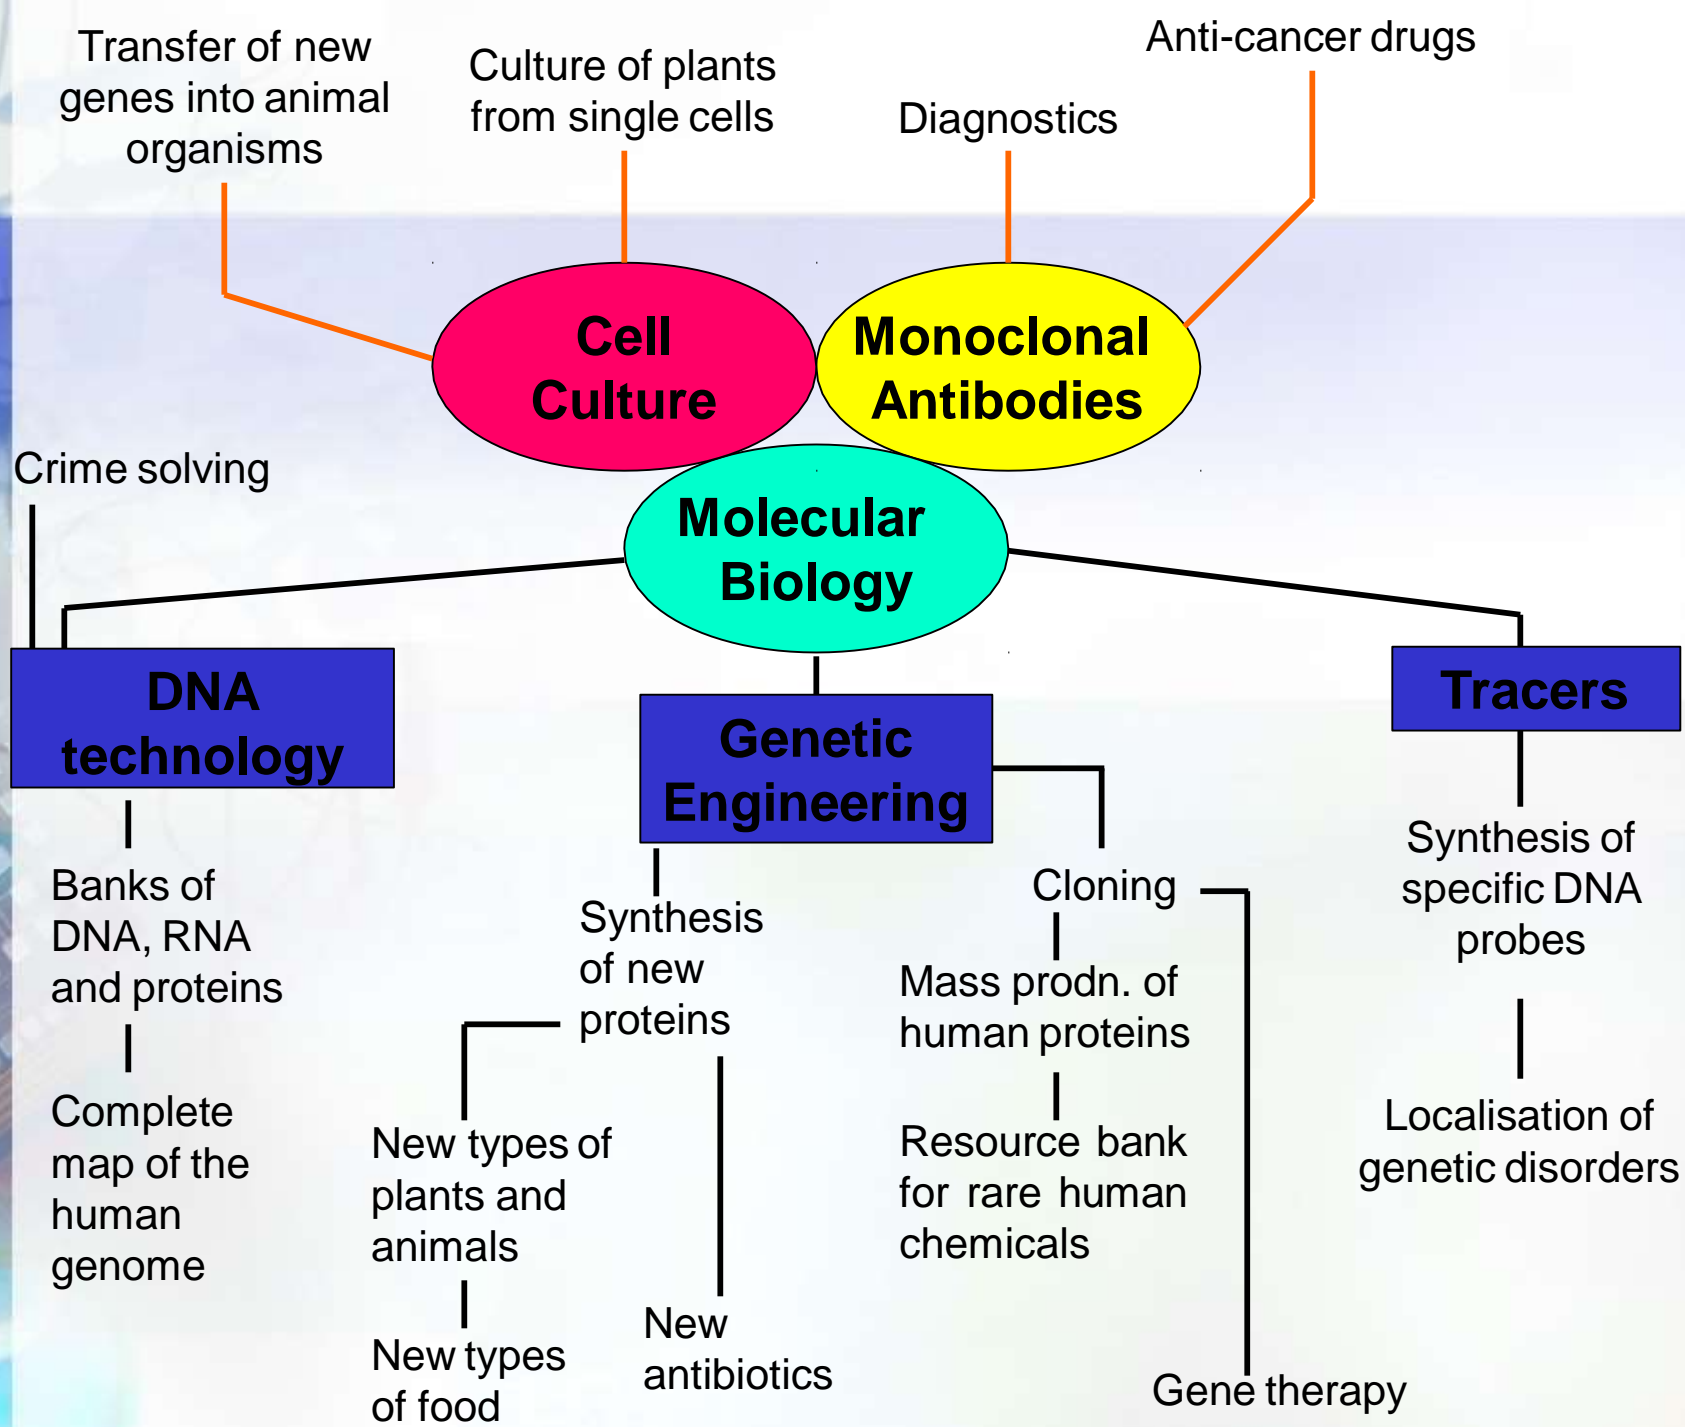 Transfer of new
genes into animal
organisms
Culture of plants
from single cells
Diagnostics
Anti-cancer drugs
Cell
Culture
Monoclonal
Antibodies
Crime solving
Molecular
Biology
DNA
technology
Genetic
Engineering
Tracers
Banks of
DNA, RNA
and proteins
Complete
map of the
human
genome
Synthesis
of new
proteins
New types of
plants and
animals
New types
of food
New
antibiotics
Cloning
Mass prodn. of
human proteins
Resource bank
for rare human
chemicals
Gene therapy
Synthesis of
specific DNA
probes
Localisation of
genetic disorders